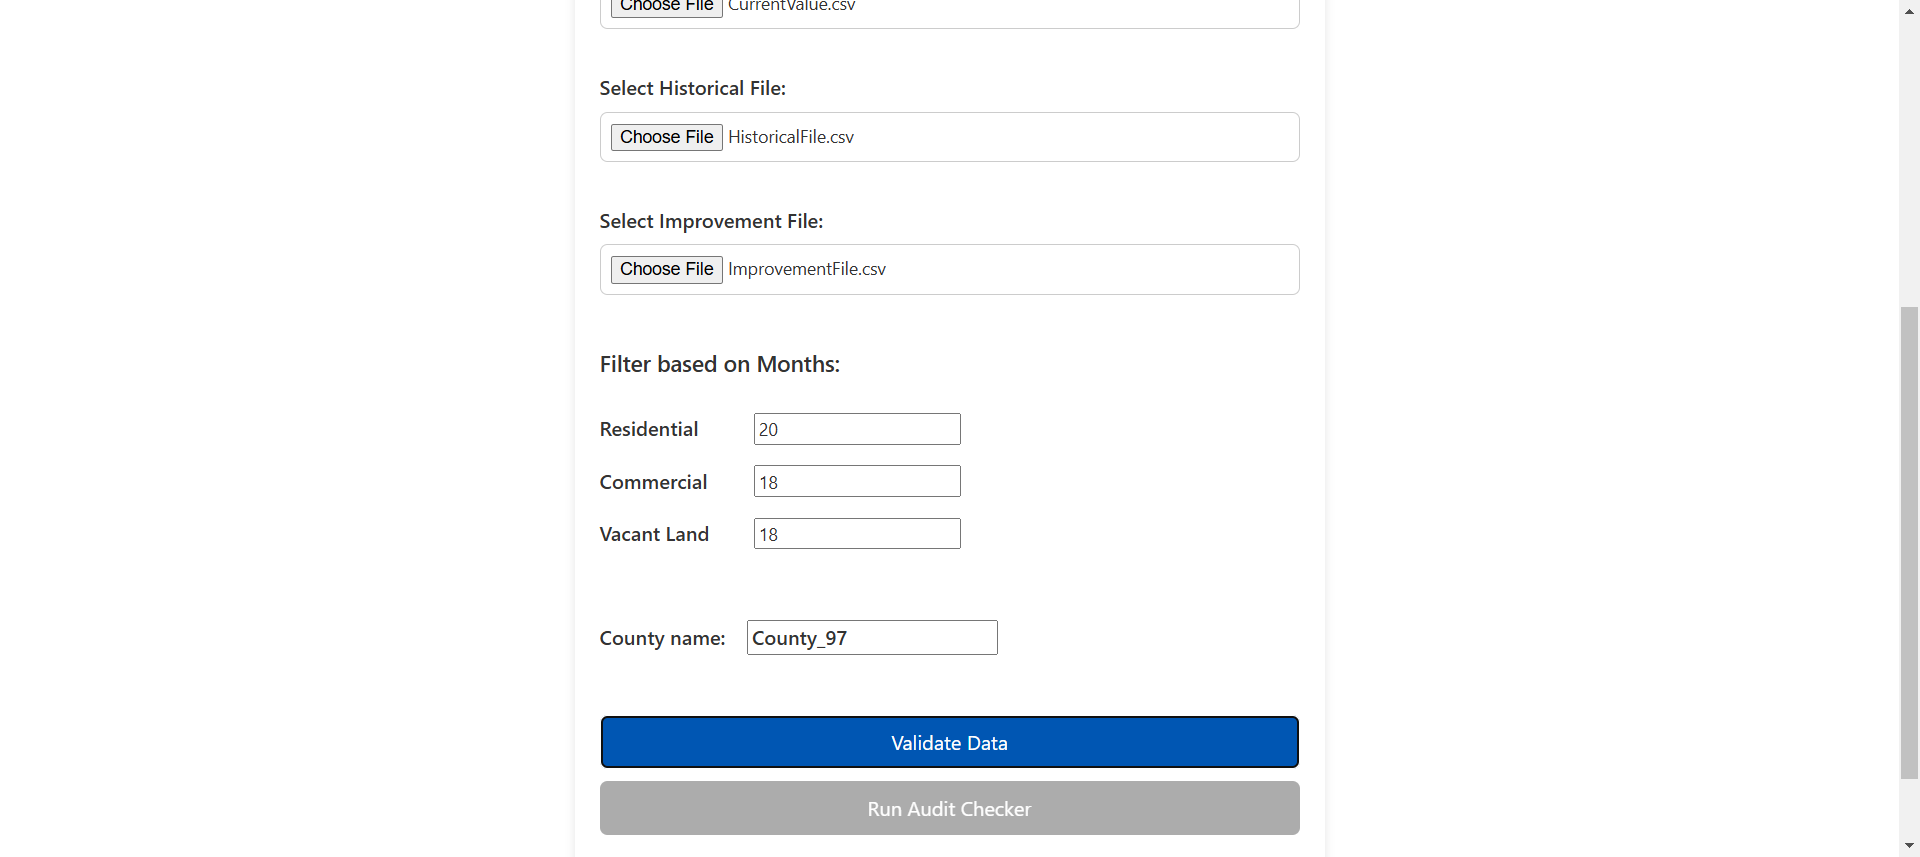 Choose File CurrentValue.csv
Select Historical File:
Choose File HistoricalFile.csv
Select Improvement File:
Choose File ImprovementFile.csv
Filter based on Months:
Residential 20
Commercial 18
Vacant Land 18
County name: County_97
Validate Data
Run Audit Checker